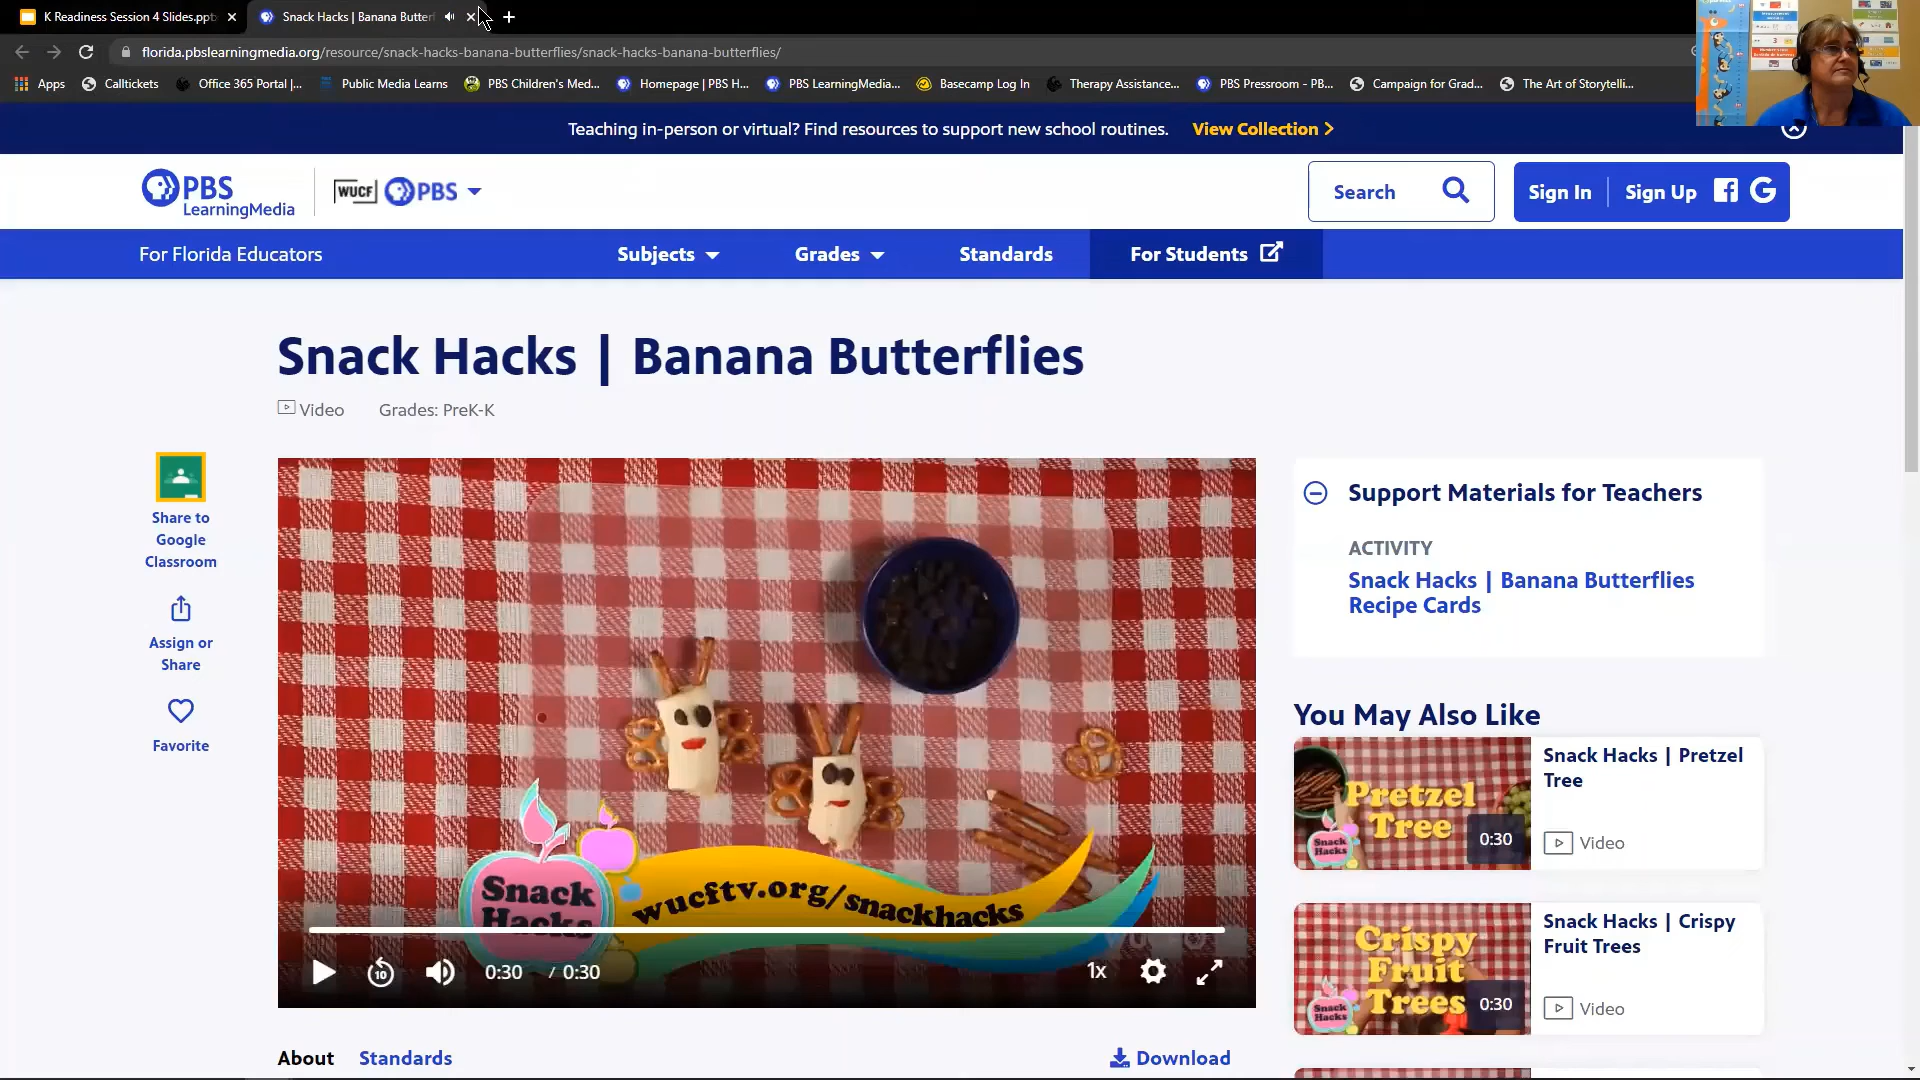 K Readiness Session 4 Slides.ppt
Snack Hacks | Banana Butterf
florida.pbslearningmedia.org/resource/snack-hacks-banana-butterflies/snack-hacks-banana-butterflies/
Apps
Calltickets
Office 365 Portal |...
Public Media Learns
PBS Children's Med...
Homepage | PBS H...
PBS LearningMedia...
Basecamp Log In
Therapy Assistance...
PBS Pressroom - PB...
Campaign for Grad...
The Art of Storytelli...
Teaching in-person or virtual? Find resources to support new school routines. View Collection
PBS
LearningMedia
WUCF PBS
Search
Sign In
Sign Up
For Florida Educators
Subjects
Grades
Standards
For Students
Snack Hacks | Banana Butterflies
Video
Grades: PreK-K
Share to
Google
Classroom
Assign or
Share
Favorite
Snack
Hacks
wucftv.org/snackhacks
0:30 / 0:30
1x
About
Standards
Download
Support Materials for Teachers
ACTIVITY
Snack Hacks | Banana Butterflies
Recipe Cards
You May Also Like
Pretzel
Tree
Snack
Hacks
0:30
Snack Hacks | Pretzel
Tree
Video
Crispy
Fruit
Trees
Snack
Hacks
0:30
Snack Hacks | Crispy
Fruit Trees
Video